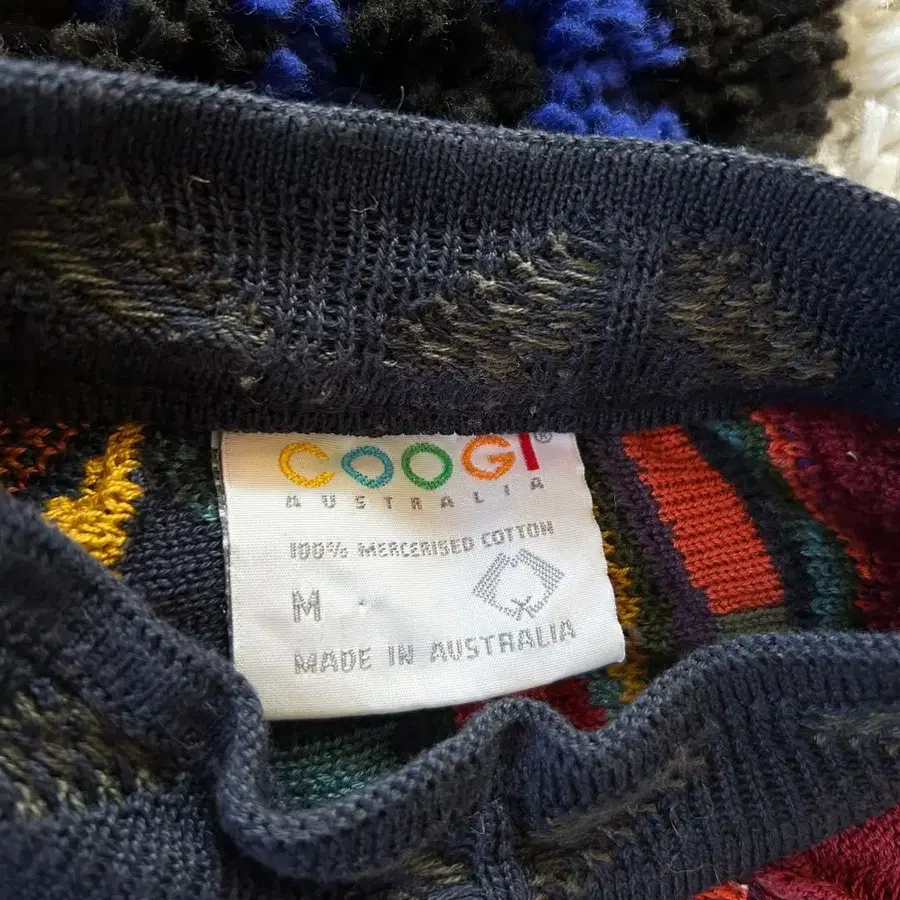 COOGI®
AUSTRALIA
100% MERCERISED COTTON
M
MADE IN AUSTRALIA